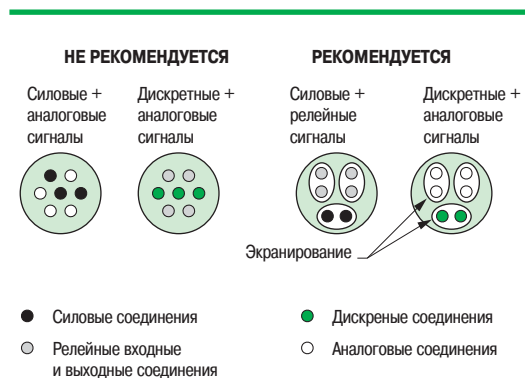 НЕ РЕКОМЕНДУЕТСЯ
РЕКОМЕНДУЕТСЯ
Силовые +
аналоговые
сигналы
Дискретные +
аналоговые
сигналы
Силовые +
релейные
сигналы
Дискретные +
аналоговые
сигналы
Экранирование
Силовые соединения
Релейные входные
и выходные соединения
Дискреные соединения
Аналоговые соединения